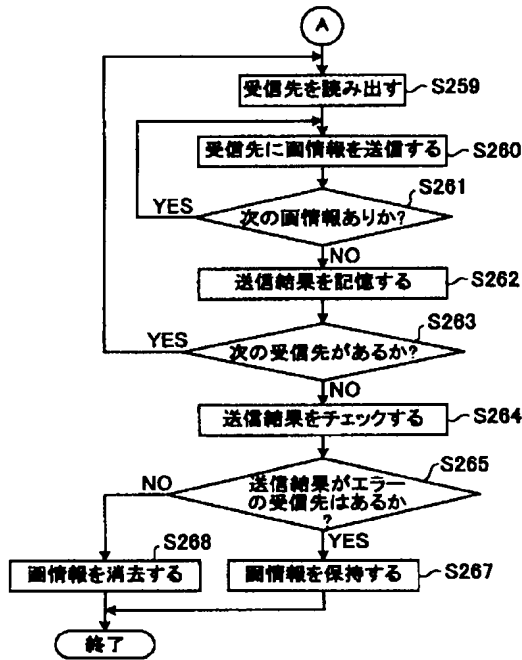 A
受信先を読み出す
S259
受信先に画情報を送信する
S260
S261
YES
次の画情報ありか?
NO
送信結果を記憶する
S262
S263
YES
次の受信先があるか?
NO
送信結果をチェックする
S264
S265
NO
送信結果がエラー
の受信先はあるか
?
YES
S268
画情報を消去する
画情報を保持する
S267
終了